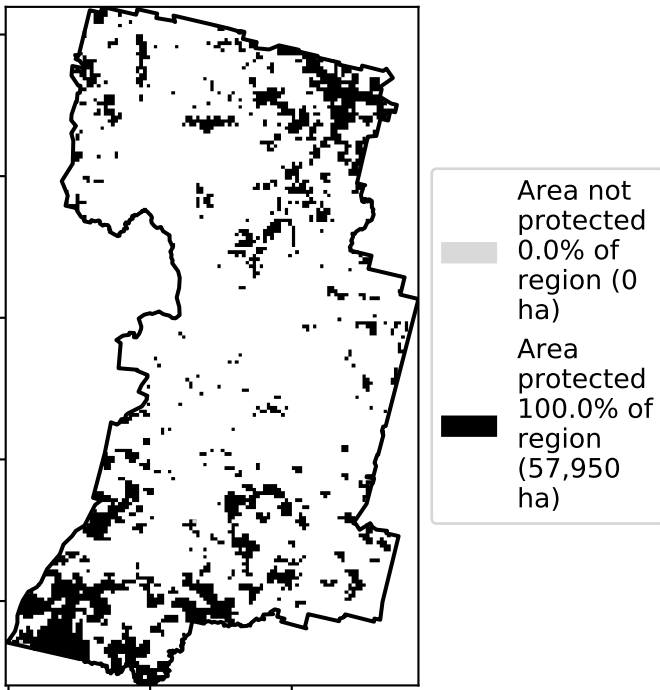 Area not
protected
0.0% of
region (0
ha)
Area
protected
100.0% of
region
(57,950
ha)